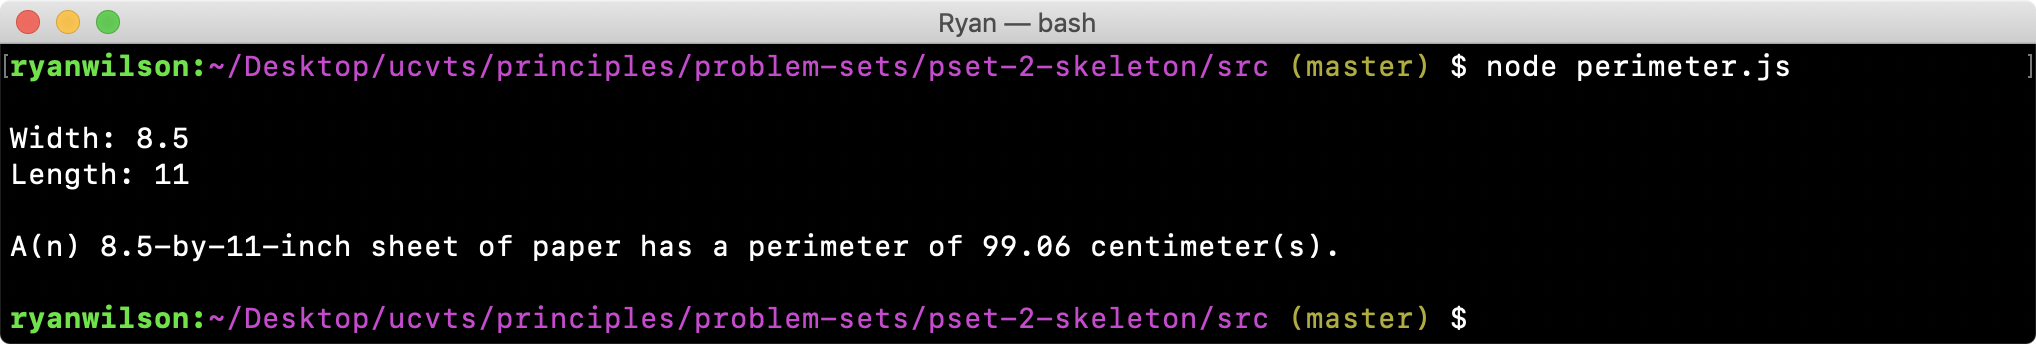 Ryan — bash
[ryanwilson:~/Desktop/ucvts/principles/problem-sets/pset-2-skeleton/src (master) $ node perimeter.js ]
Width: 8.5
Length: 11
A(n) 8.5-by-11-inch sheet of paper has a perimeter of 99.06 centimeter(s).
ryanwilson:~/Desktop/ucvts/principles/problem-sets/pset-2-skeleton/src (master) $